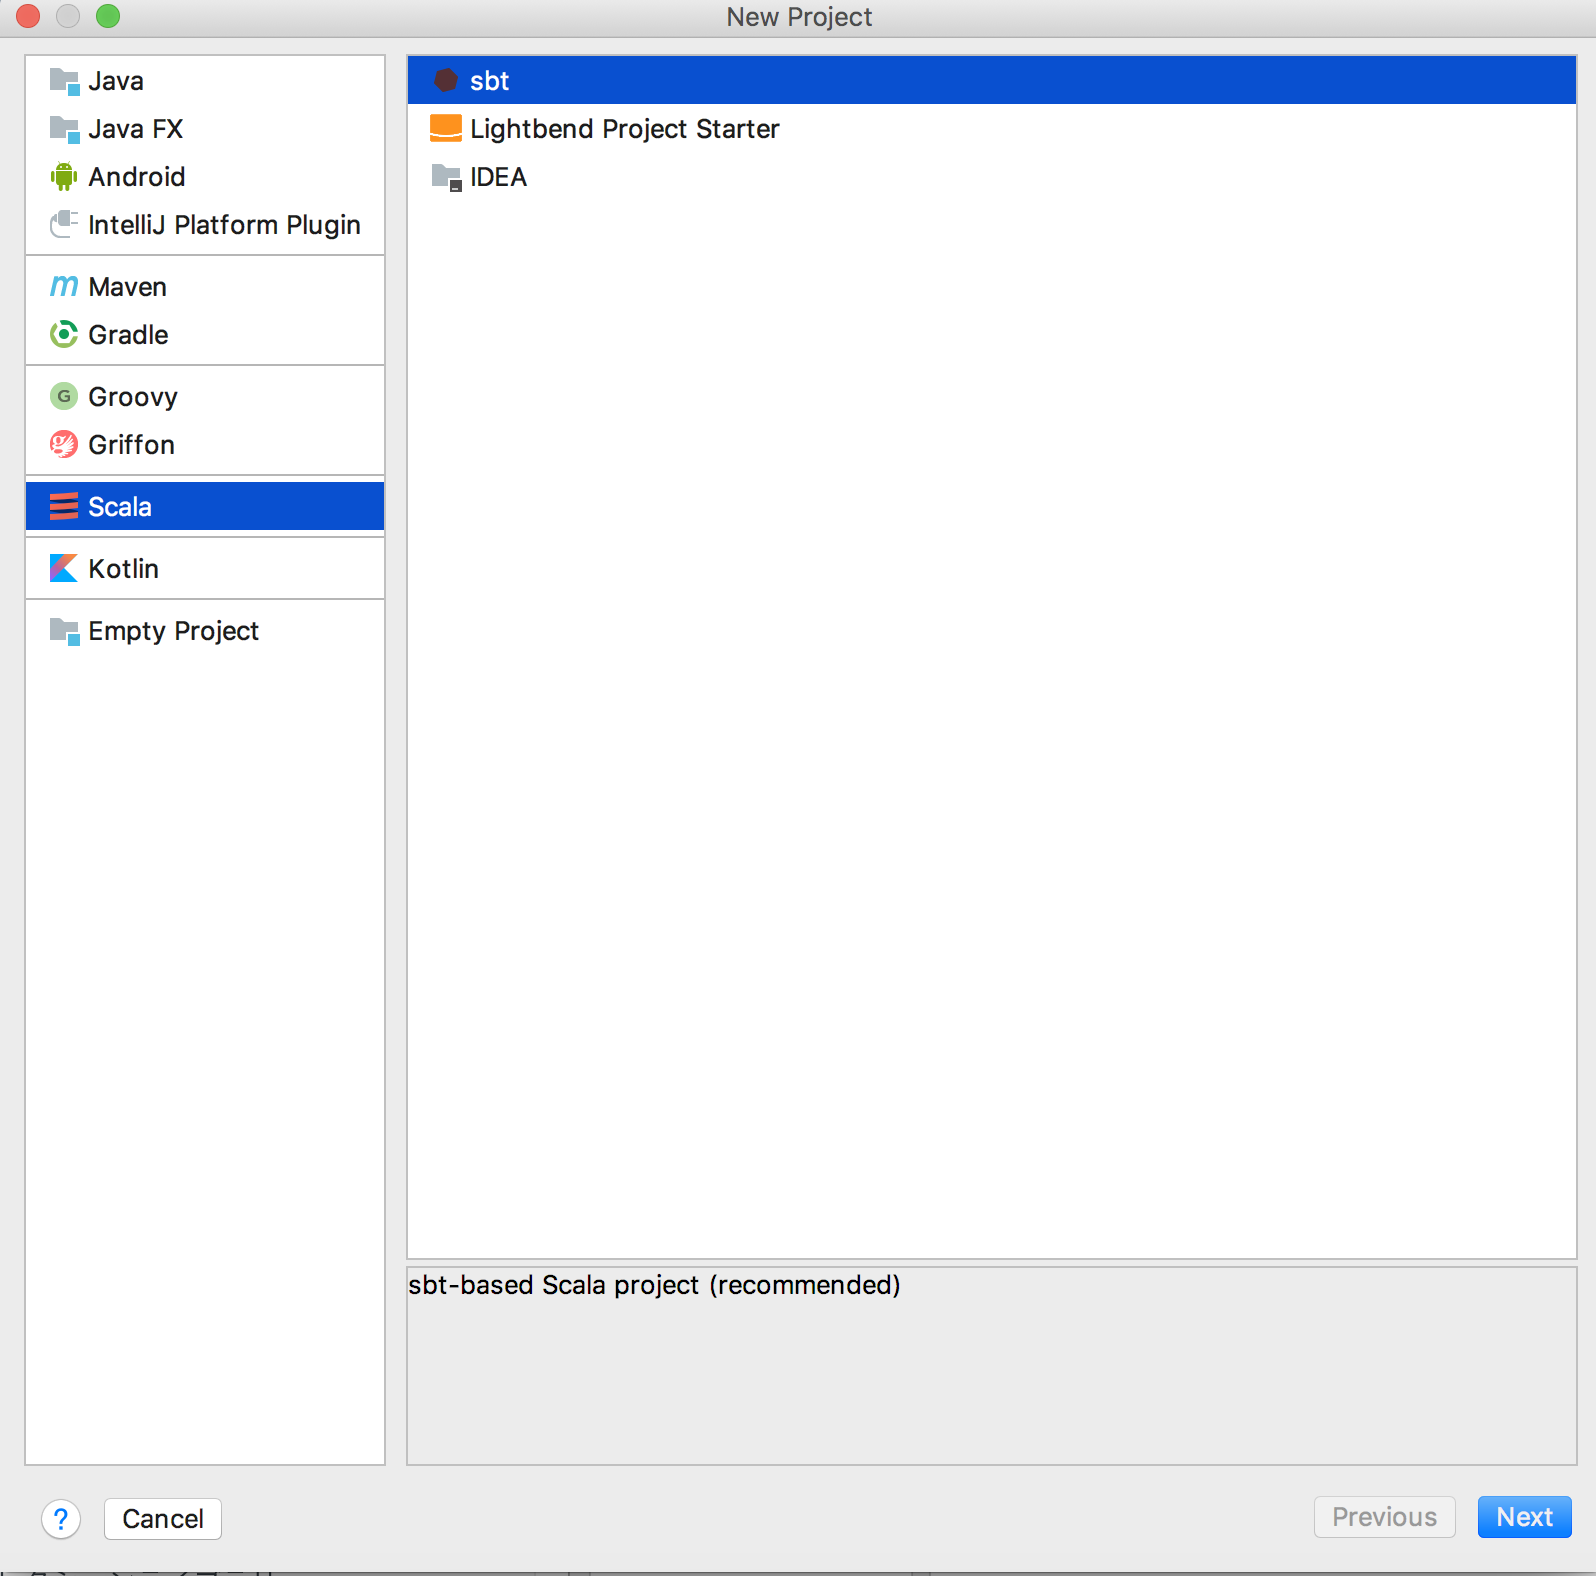 New Project
Java
Java FX
Android
IntelliJ Platform Plugin
Maven
Gradle
Groovy
Griffon
Scala
Kotlin
Empty Project
sbt
Lightbend Project Starter
IDEA
sbt-based Scala project (recommended)
?
Cancel
Previous
Next